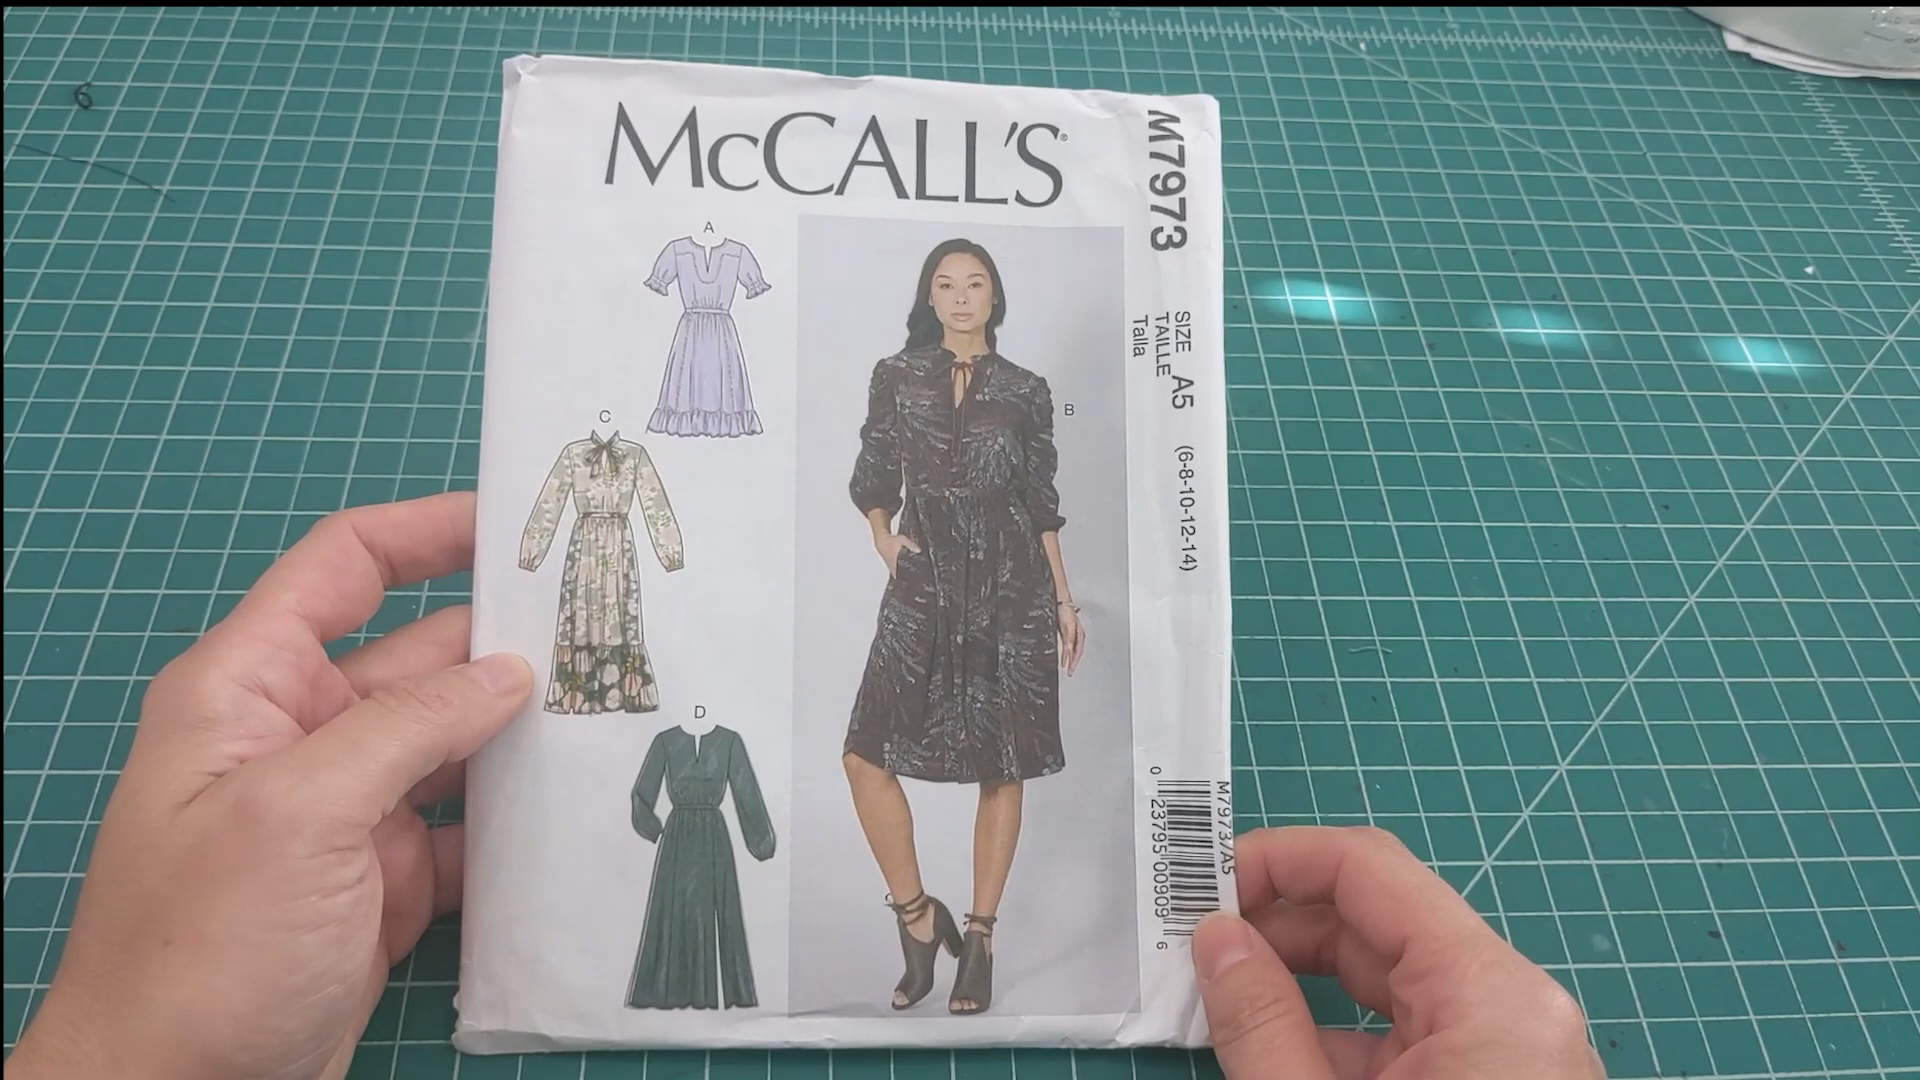 McCALL'S®
M7973
A
B
C
D
SIZE
TAILLE
Talla
A5
(6-8-10-12-14)
M7973/A5
0 23795 00909 6